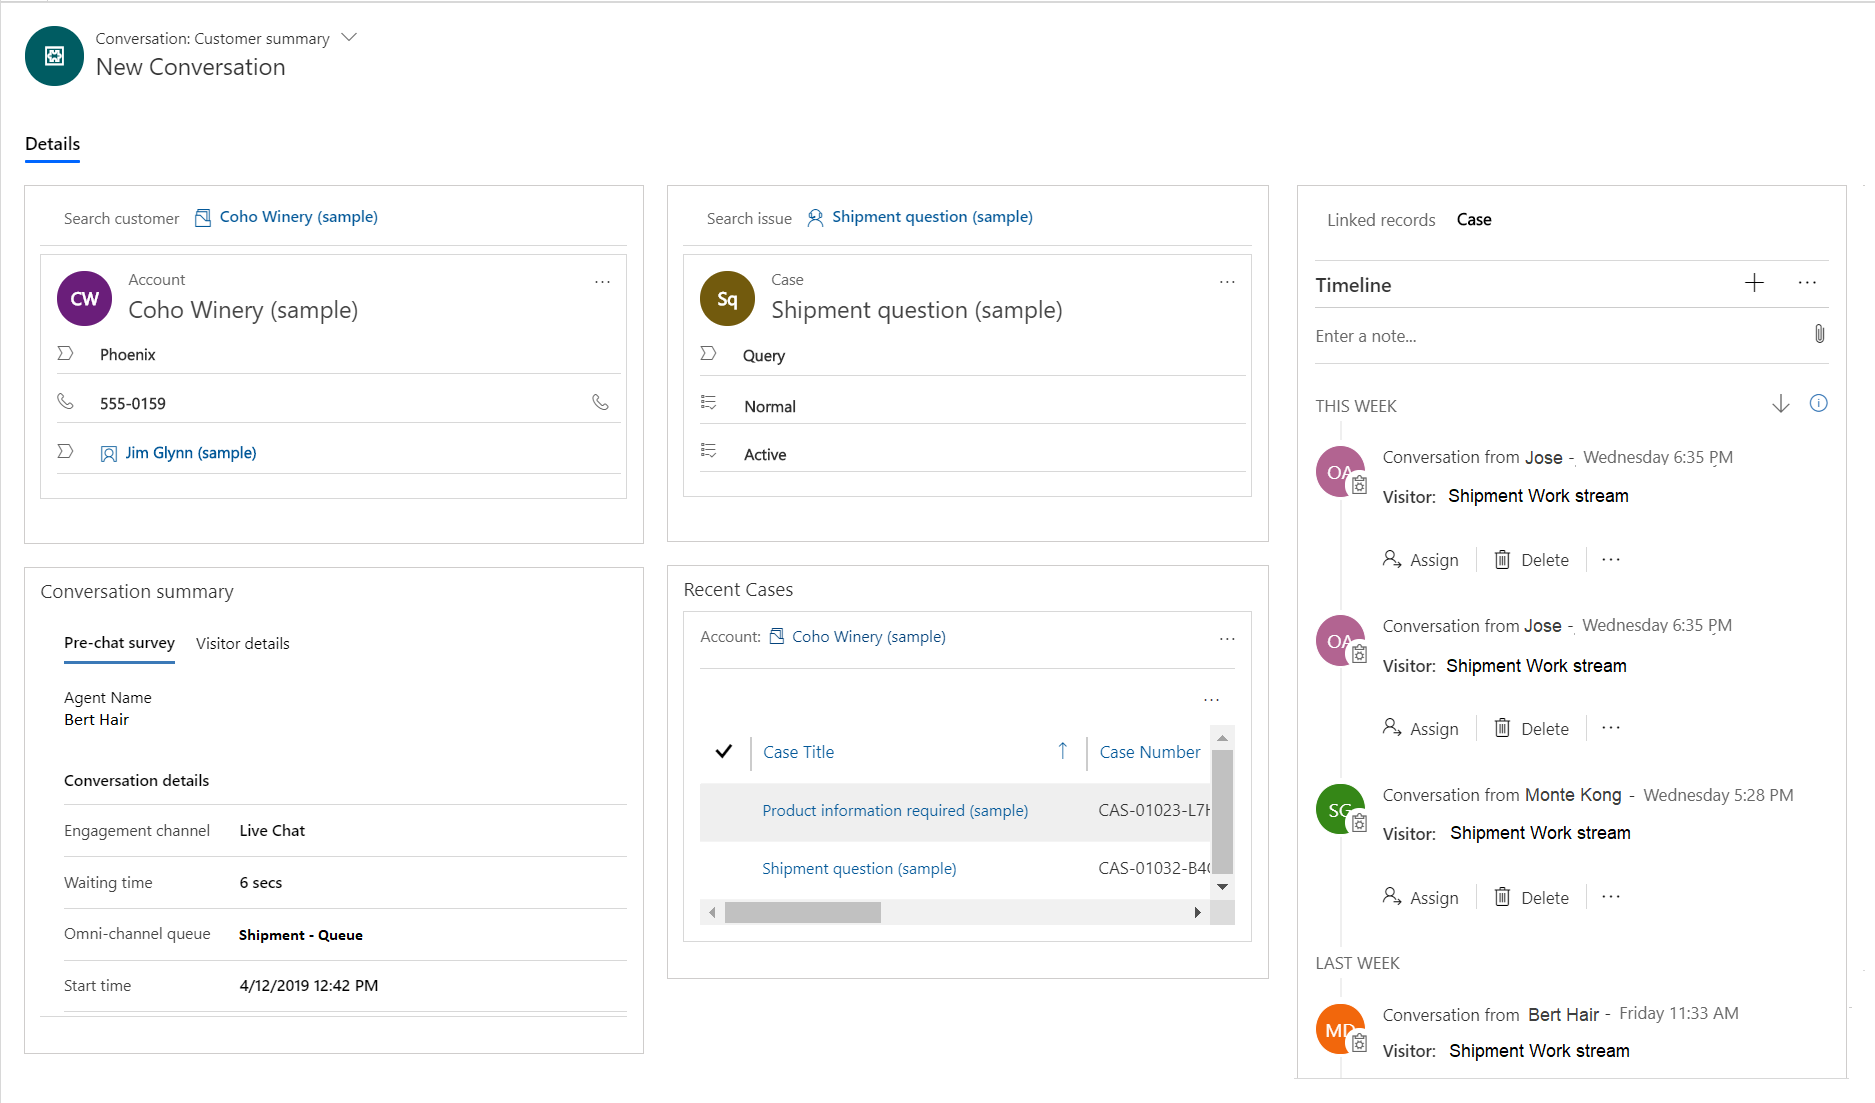 Conversation: Customer summary
New Conversation
Details
Search customer Coho Winery (sample)
CW
Account
Coho Winery (sample)
...
Phoenix
555-0159
Jim Glynn (sample)
Search issue Shipment question (sample)
Sq
Case
Shipment question (sample)
...
Query
Normal
Active
Conversation summary
Pre-chat survey Visitor details
Agent Name
Bert Hair
Conversation details
Engagement channel Live Chat
Waiting time 6 secs
Omni-channel queue Shipment - Queue
Start time 4/12/2019 12:42 PM
Recent Cases
Account: Coho Winery (sample) ...
...
Case Title Case Number
Product information required (sample) CAS-01023-L7
Shipment question (sample) CAS-01032-B4
Linked records Case
Timeline ...
Enter a note...
THIS WEEK
OA
Conversation from Jose - Wednesday 6:35 PM
Visitor: Shipment Work stream
Assign Delete ...
OA
Conversation from Jose - Wednesday 6:35 PM
Visitor: Shipment Work stream
Assign Delete ...
SG
Conversation from Monte Kong - Wednesday 5:28 PM
Visitor: Shipment Work stream
Assign Delete ...
LAST WEEK
MD
Conversation from Bert Hair - Friday 11:33 AM
Visitor: Shipment Work stream